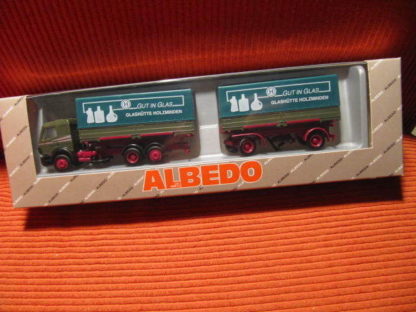 GUT IN GLAS
GLASHÜTTE HOLZMINDEN
GUT IN GLAS
GLASHÜTTE HOLZMINDEN
ALBEDO